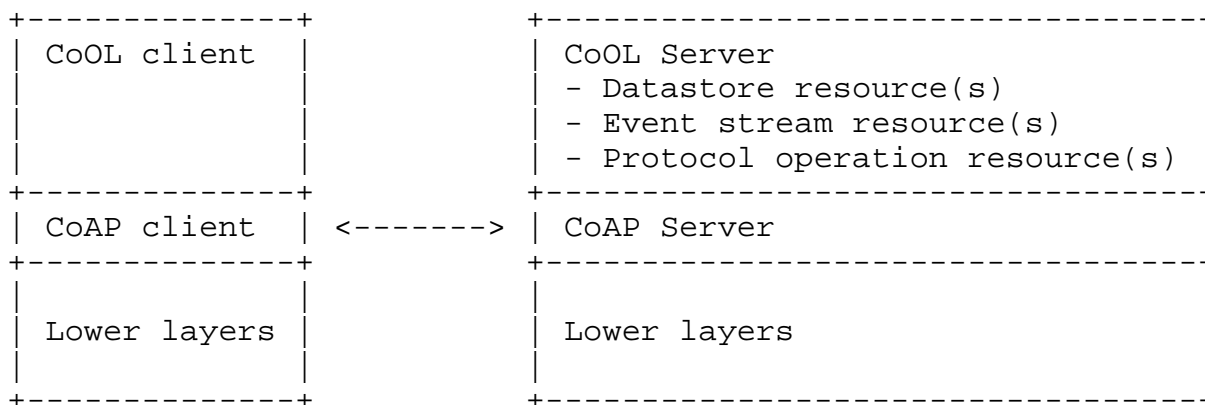 +--------------+                +----------------------------------
| CoOL client  |                | CoOL Server
|              |                | - Datastore resource(s)
|              |                | - Event stream resource(s)
|              |                | - Protocol operation resource(s)
+--------------+                +----------------------------------
| CoAP client  |  <------->  | CoAP Server
+--------------+                +----------------------------------
|              |                |
| Lower layers |                | Lower layers
|              |                |
+--------------+                +----------------------------------